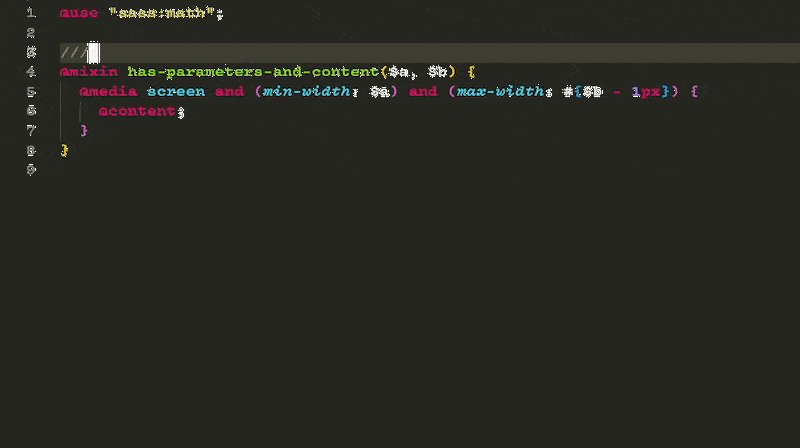 1 @use "sass:math";
2
3 ///
4 @mixin has-parameters-and-content($a, $b) {
5 @media screen and (min-width: $a) and (max-width: #{$b - 1px}) {
6 @content;
7 }
8 }
9